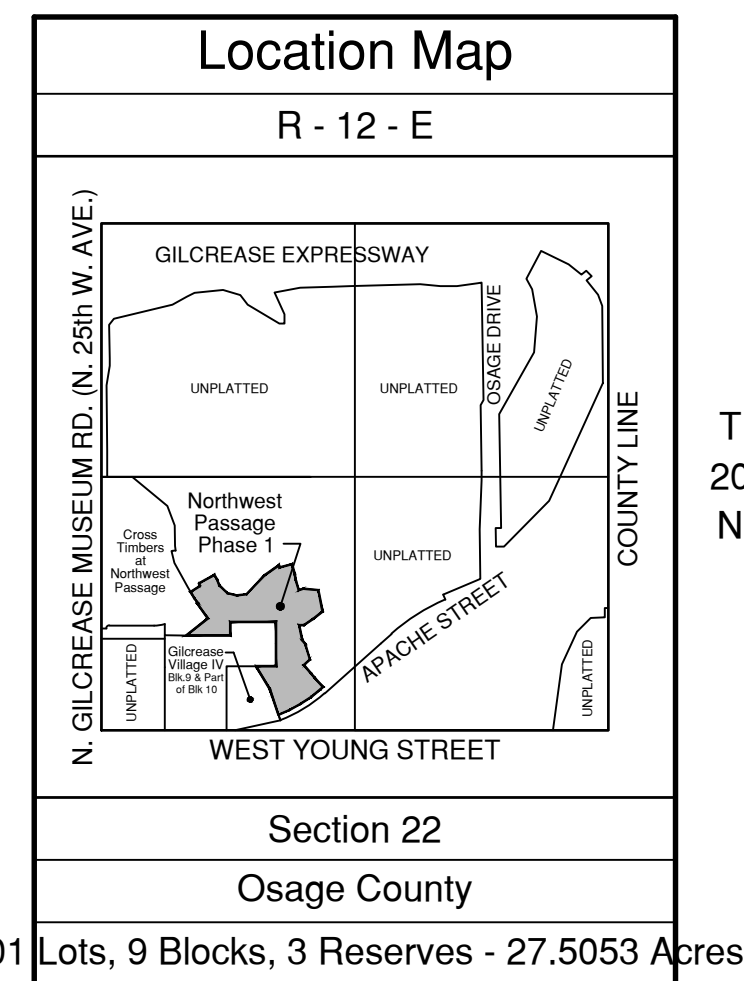 Location Map
R - 12 - E
N. GILCREASE MUSEUM RD. (N. 25th W. AVE.)
GILCREASE EXPRESSWAY
UNPLATTED
UNPLATTED
OSAGE DRIVE
UNPLATTED
COUNTY LINE
T
20
N
Northwest
Passage
Phase 1
Cross
Timbers
at
Northwest
Passage
UNPLATTED
APACHE STREET
UNPLATTED
Gilcrease
Village IV
Blk.9 & Part
of Blk 10
UNPLATTED
WEST YOUNG STREET
Section 22
Osage County
01 Lots, 9 Blocks, 3 Reserves - 27.5053 Acres